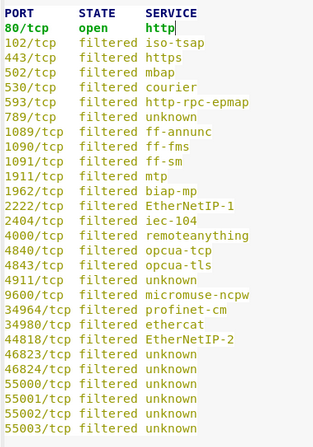 PORT STATE SERVICE
80/tcp open http
102/tcp filtered iso-tsap
443/tcp filtered https
502/tcp filtered mbap
530/tcp filtered courier
593/tcp filtered http-rpc-epmap
789/tcp filtered unknown
1089/tcp filtered ff-annunc
1090/tcp filtered ff-fms
1091/tcp filtered ff-sm
1911/tcp filtered mtp
1962/tcp filtered biap-mp
2222/tcp filtered EtherNetIP-1
2404/tcp filtered iec-104
4000/tcp filtered remoteanything
4840/tcp filtered opcua-tcp
4843/tcp filtered opcua-tls
4911/tcp filtered unknown
9600/tcp filtered micromuse-ncpw
34964/tcp filtered profinet-cm
34980/tcp filtered ethercat
44818/tcp filtered EtherNetIP-2
46823/tcp filtered unknown
46824/tcp filtered unknown
55000/tcp filtered unknown
55001/tcp filtered unknown
55002/tcp filtered unknown
55003/tcp filtered unknown